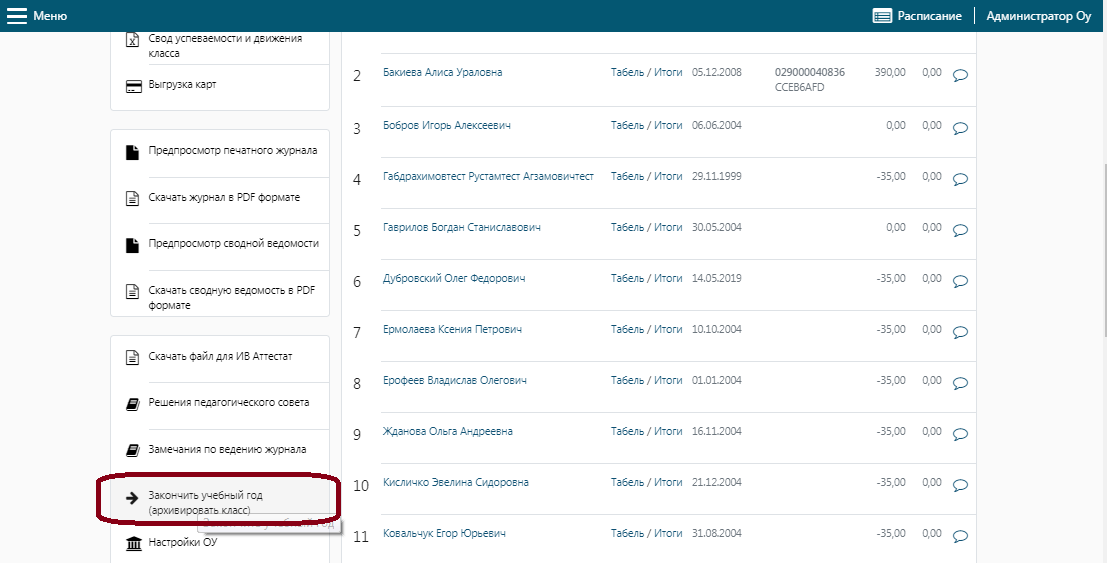 Меню
Расписание
Администратор Оу
Свод успеваемости и движения
класса
Выгрузка карт
Предпросмотр печатного журнала
Скачать журнал в PDF формате
Предпросмотр сводной ведомости
Скачать сводную ведомость в PDF
формате
Скачать файл для ИВ Аттестат
Решения педагогического совета
Замечания по ведению журнала
Закончить учебный год
(архивировать класс)
Закончить учебный год
Настройки ОУ
2 Бакиева Алиса Ураловна Табель / Итоги 05.12.2008 029000040836 390,00 0,00
CCEB6AFD
3 Бобров Игорь Алексеевич Табель / Итоги 06.06.2004 0,00 0,00
4 Габдрахимовтест Рустамтест Агзамовичтест Табель / Итоги 29.11.1999 -35,00 0,00
5 Гаврилов Богдан Станиславович Табель / Итоги 30.05.2004 0,00 0,00
6 Дубровский Олег Федорович Табель / Итоги 14.05.2019 -35,00 0,00
7 Ермолаева Ксения Петрович Табель / Итоги 10.10.2004 -35,00 0,00
8 Ерофеев Владислав Олегович Табель / Итоги 01.01.2004 -35,00 0,00
9 Жданова Ольга Андреевна Табель / Итоги 16.11.2004 -35,00 0,00
10 Кисличко Эвелина Сидоровна Табель / Итоги 21.12.2004 -35,00 0,00
11 Ковальчук Егор Юрьевич Табель / Итоги 31.08.2004 -35,00 0,00